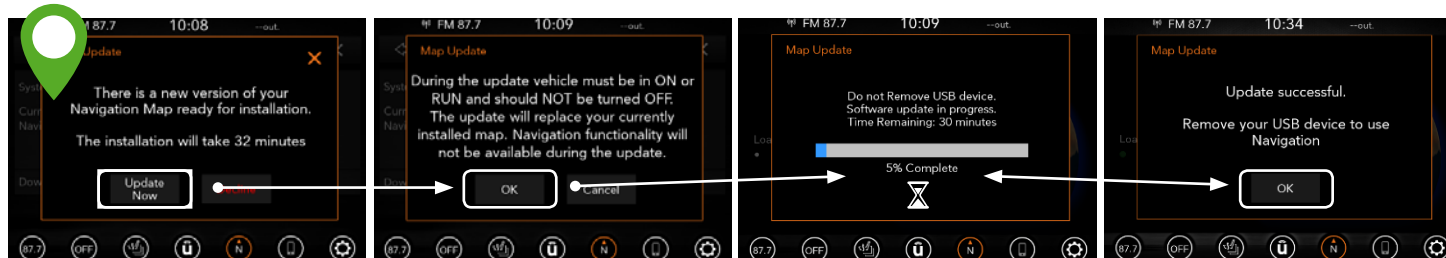 FM 87.7 10:08 --out.
Update
There is a new version of your
Navigation Map ready for installation.
The installation will take 32 minutes
Update
Now
Decline
87.7 OFF û N
FM 87.7 10:09 --out.
Map Update
During the update vehicle must be in ON or
RUN and should NOT be turned OFF.
The update will replace your currently
installed map. Navigation functionality will
not be available during the update.
OK
Cancel
87.7 OFF û N
FM 87.7 10:09 --out.
Map Update
Do not Remove USB device.
Software update in progress.
Time Remaining: 30 minutes
Loa
5% Complete
87.7 OFF û N
FM 87.7 10:34 --out.
Map Update
Update successful.
Remove your USB device to use
Navigation
Loa
OK
87.7 OFF û N